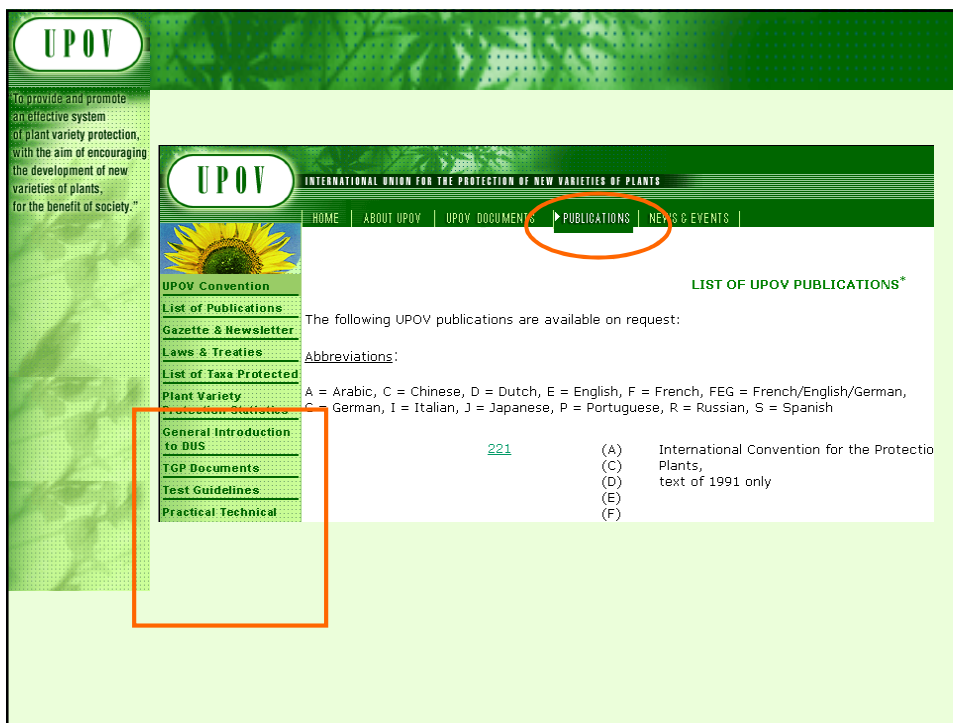 UPOV
"To provide and promote
an effective system
of plant variety protection,
with the aim of encouraging
the development of new
varieties of plants,
for the benefit of society."
UPOV
INTERNATIONAL UNION FOR THE PROTECTION OF NEW VARIETIES OF PLANTS
HOME ABOUT UPOV UPOV DOCUMENTS PUBLICATIONS NEWS & EVENTS
UPOV Convention
List of Publications
Gazette & Newsletter
Laws & Treaties
List of Taxa Protected
Plant Variety
Protection Statistics
General Introduction
to DUS
TGP Documents
Test Guidelines
Practical Technical
LIST OF UPOV PUBLICATIONS*
The following UPOV publications are available on request:
Abbreviations:
A = Arabic, C = Chinese, D = Dutch, E = English, F = French, FEG = French/English/German,
G = German, I = Italian, J = Japanese, P = Portuguese, R = Russian, S = Spanish
221 (A) International Convention for the Protectio
(C) Plants,
(D) text of 1991 only
(E)
(F)